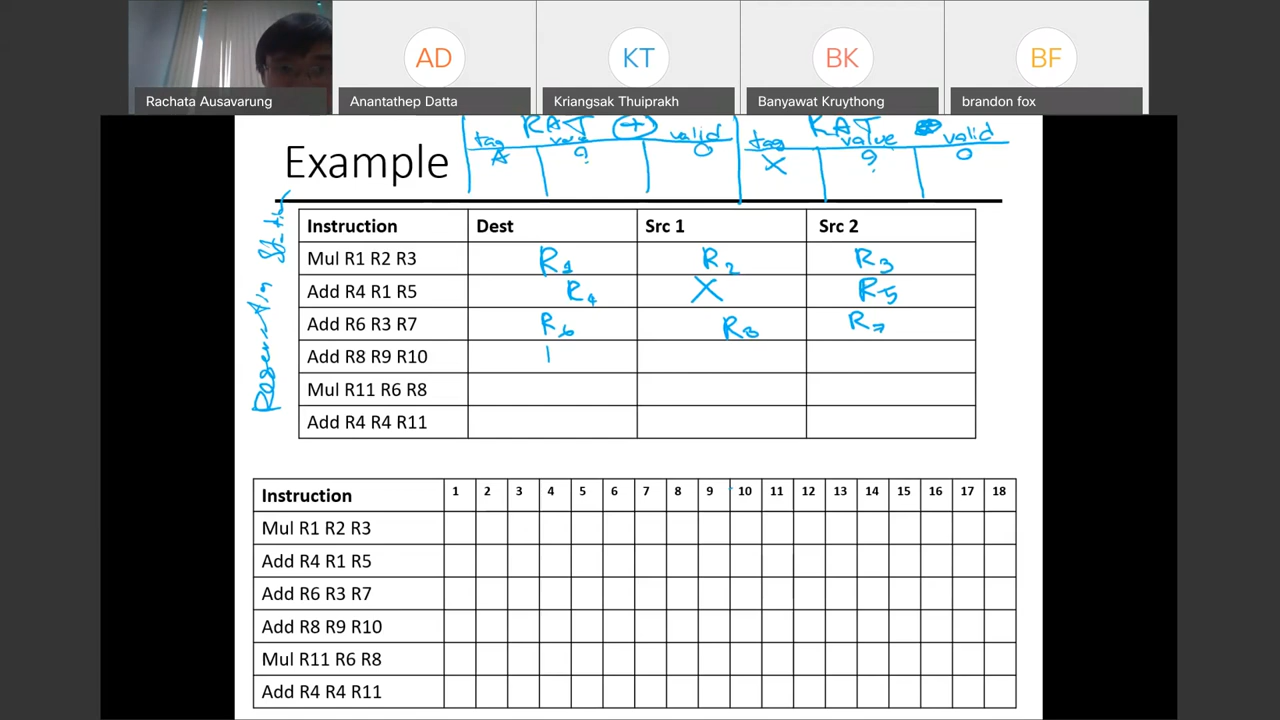 AD
KT
BK
BF
Rachata Ausavarung
Anantathep Datta
Kriangsak Thuiprakh
Banyawat Kruythong
brandon fox
RAT + RAT
tag valid tag value valid
A ? 0 X ? 0
Example
Station
Instruction Dest Src 1 Src 2
Mul R1 R2 R3 R1 R2 R3
Add R4 R1 R5 R4 X R5
Add R6 R3 R7 R6 R3 R7
Add R8 R9 R10
Mul R11 R6 R8
Add R4 R4 R11
Instruction 1 2 3 4 5 6 7 8 9 10 11 12 13 14 15 16 17 18
Mul R1 R2 R3
Add R4 R1 R5
Add R6 R3 R7
Add R8 R9 R10
Mul R11 R6 R8
Add R4 R4 R11